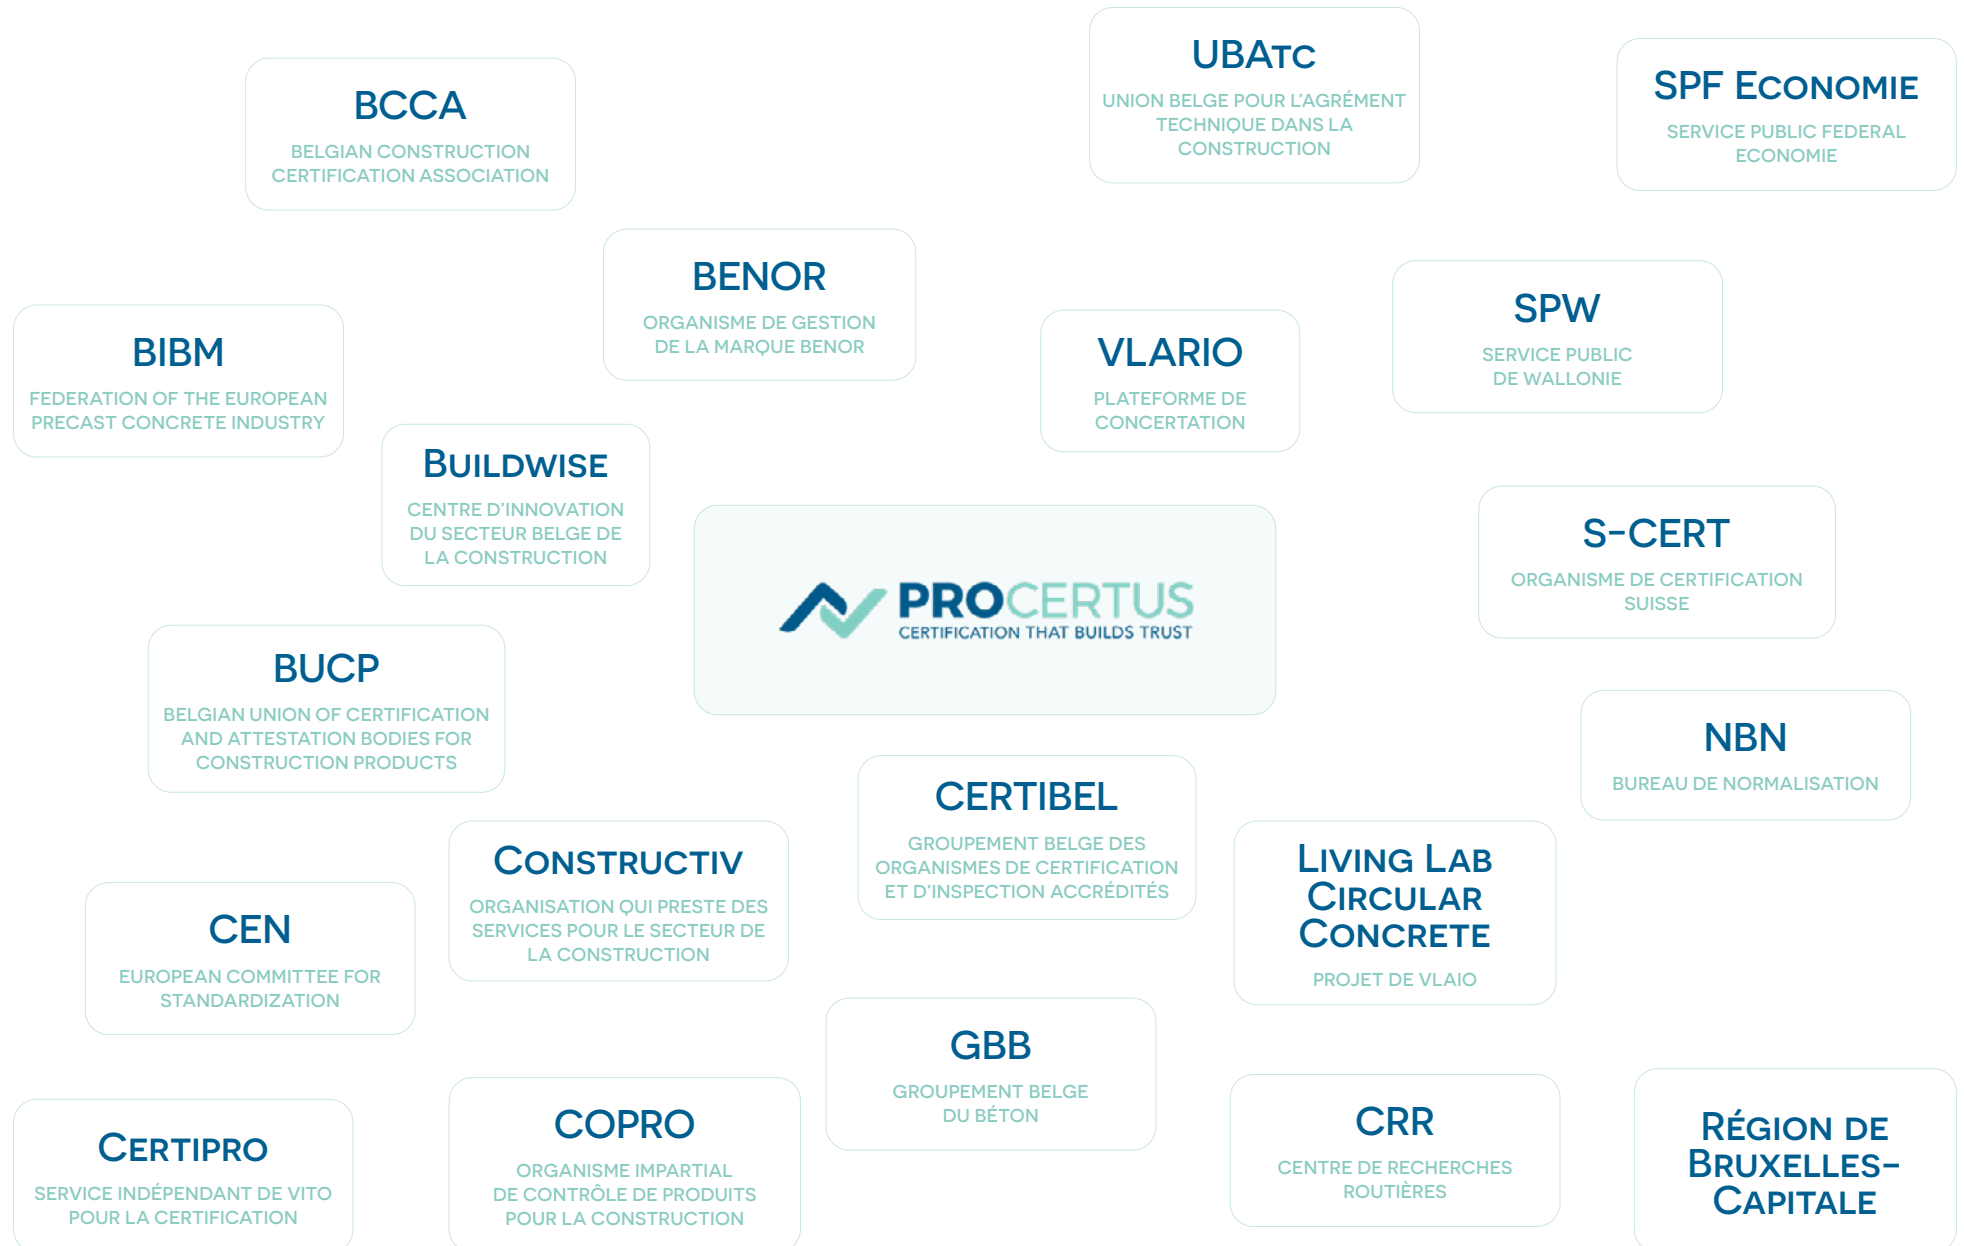 UBAtc
UNION BELGE POUR L'AGRÉMENT
TECHNIQUE DANS LA
CONSTRUCTION
SPF Economie
SERVICE PUBLIC FEDERAL
ECONOMIE
BCCA
BELGIAN CONSTRUCTION
CERTIFICATION ASSOCIATION
BENOR
ORGANISME DE GESTION
DE LA MARQUE BENOR
SPW
SERVICE PUBLIC
DE WALLONIE
BIBM
FEDERATION OF THE EUROPEAN
PRECAST CONCRETE INDUSTRY
VLARIO
PLATEFORME DE
CONCERTATION
Buildwise
CENTRE D'INNOVATION
DU SECTEUR BELGE DE
LA CONSTRUCTION
S-CERT
ORGANISME DE CERTIFICATION
SUISSE
PROCERTUS
CERTIFICATION THAT BUILDS TRUST
BUCP
BELGIAN UNION OF CERTIFICATION
AND ATTESTATION BODIES FOR
CONSTRUCTION PRODUCTS
NBN
BUREAU DE NORMALISATION
CERTIBEL
GROUPEMENT BELGE DES
ORGANISMES DE CERTIFICATION
ET D'INSPECTION ACCRÉDITÉS
Constructiv
ORGANISATION QUI PRESTE DES
SERVICES POUR LE SECTEUR DE
LA CONSTRUCTION
Living Lab
Circular
Concrete
PROJET DE VLAIO
CEN
EUROPEAN COMMITTEE FOR
STANDARDIZATION
GBB
GROUPEMENT BELGE
DU BÉTON
Certipro
SERVICE INDÉPENDANT DE VITO
POUR LA CERTIFICATION
COPRO
ORGANISME IMPARTIAL
DE CONTRÔLE DE PRODUITS
POUR LA CONSTRUCTION
CRR
CENTRE DE RECHERCHES
ROUTIÈRES
Région de
Bruxelles-
Capitale